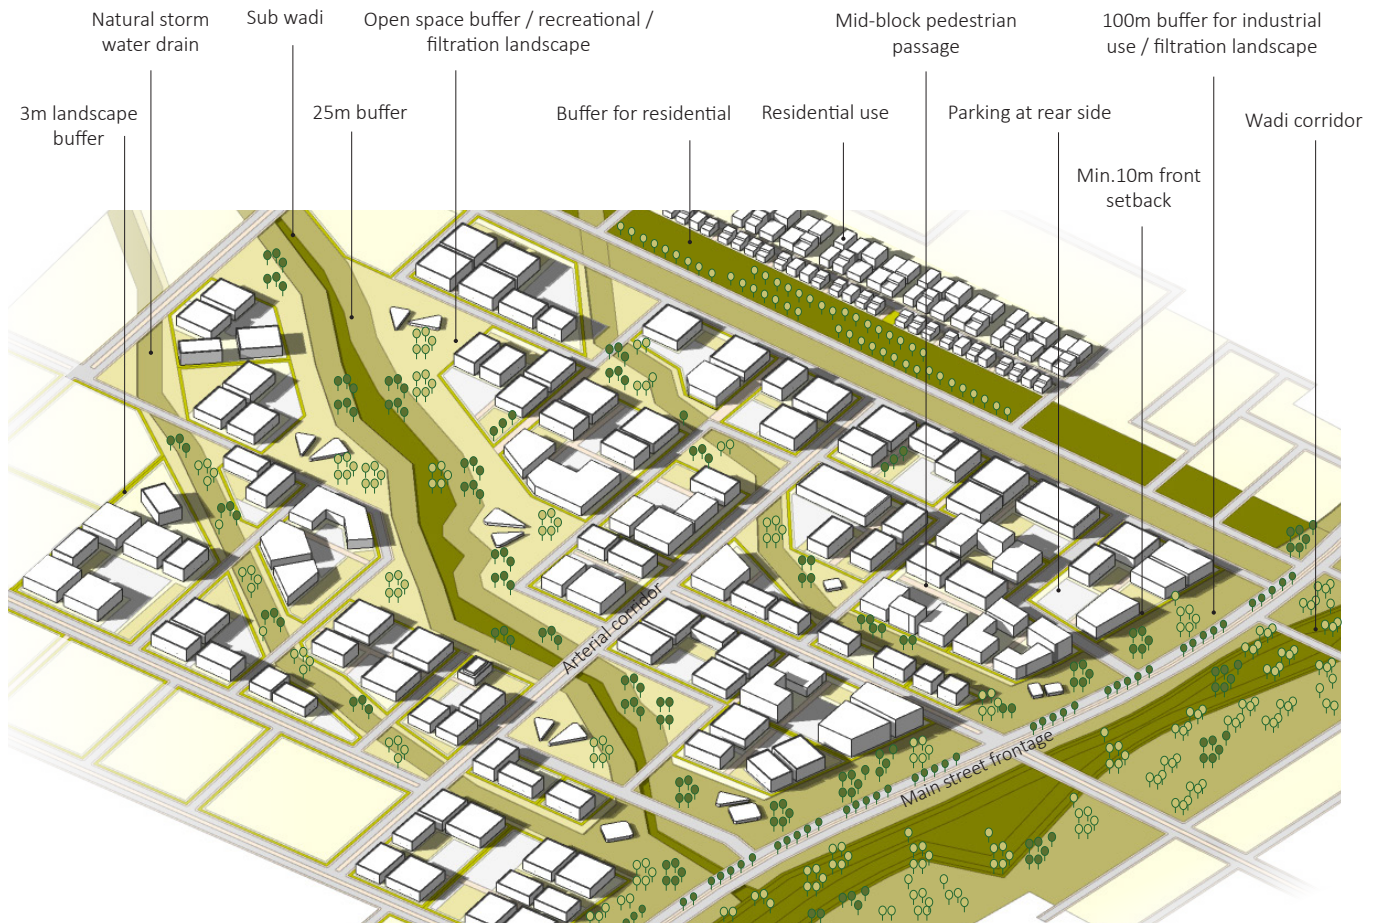 Natural storm
water drain
Sub wadi
Open space buffer / recreational /
filtration landscape
Mid-block pedestrian
passage
100m buffer for industrial
use / filtration landscape
3m landscape
buffer
25m buffer
Buffer for residential
Residential use
Parking at rear side
Wadi corridor
Min.10m front
setback
Arterial corridor
Main street frontage